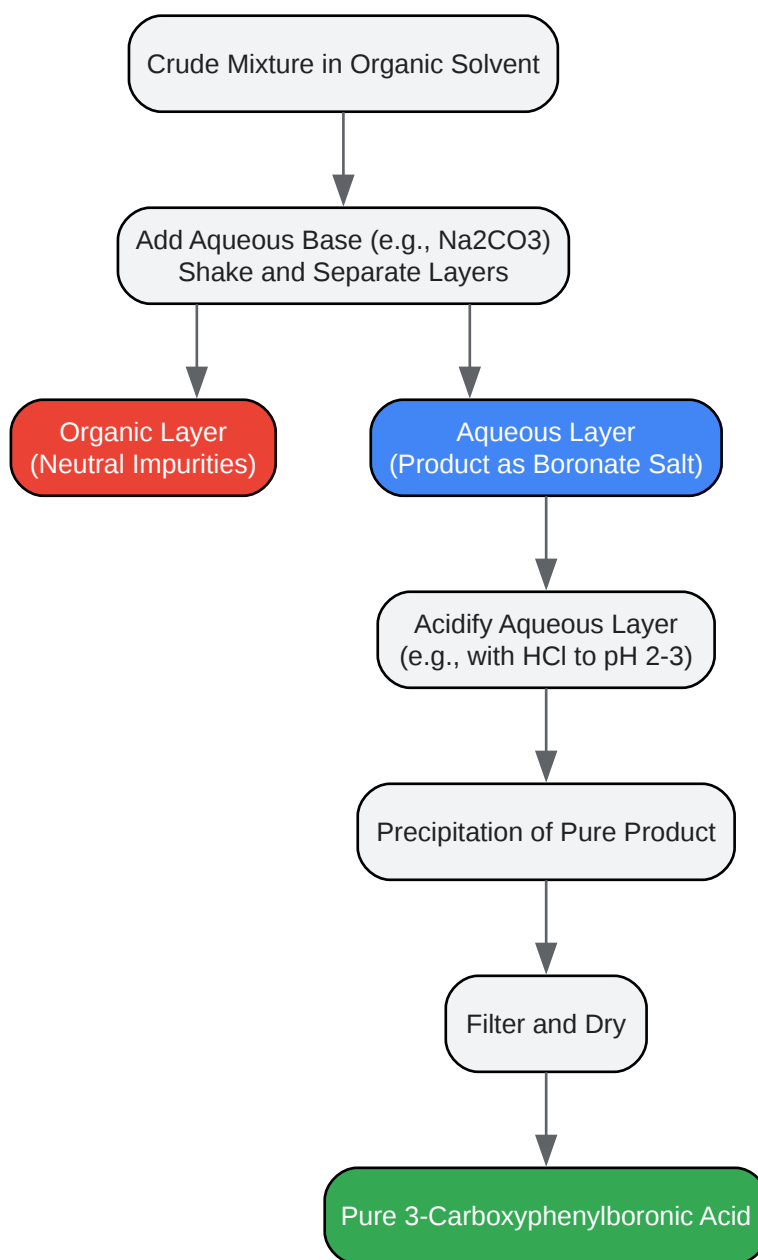 Crude Mixture in Organic Solvent
Add Aqueous Base (e.g., Na2CO3)
Shake and Separate Layers
Organic Layer
(Neutral Impurities)
Aqueous Layer
(Product as Boronate Salt)
Acidify Aqueous Layer
(e.g., with HCl to pH 2-3)
Precipitation of Pure Product
Filter and Dry
Pure 3-Carboxyphenylboronic Acid